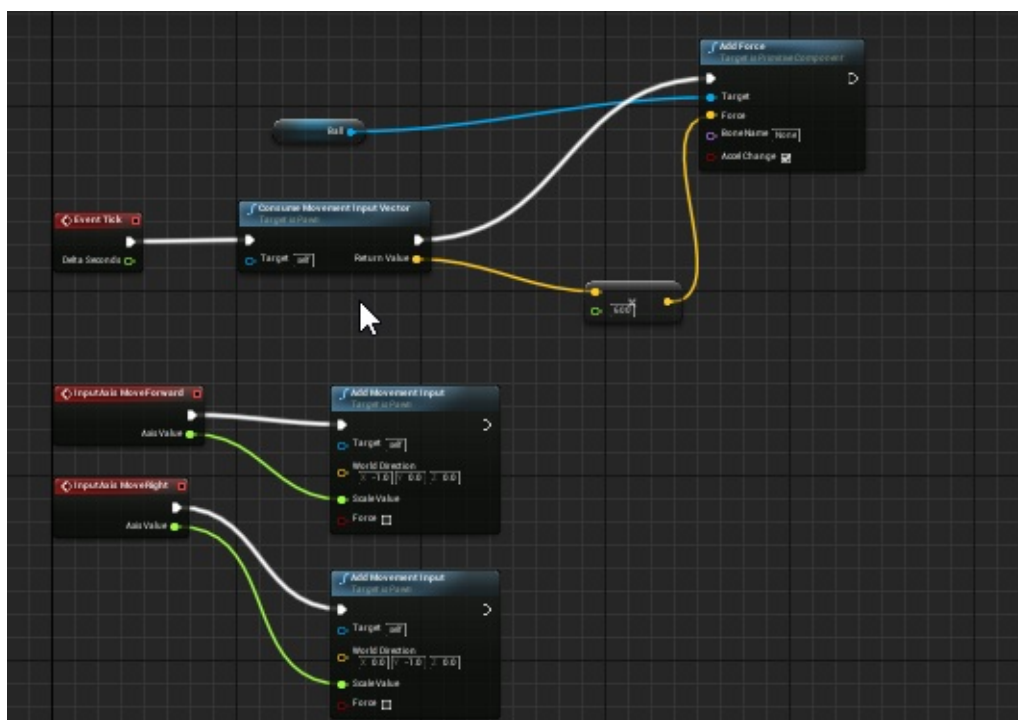 Add Force
Target is Primitive Component
Target
Force
Bone Name None
Accel Change
Ball
Event Tick
Delta Seconds
Consume Movement Input Vector
Target is Pawn
Target self
Return Value
600
InputAxis MoveForward
Axis Value
Add Movement Input
Target is Pawn
Target self
World Direction
X -1.0 Y 0.0 Z 0.0
Scale Value
Force
InputAxis MoveRight
Axis Value
Add Movement Input
Target is Pawn
Target self
World Direction
X 0.0 Y -1.0 Z 0.0
Scale Value
Force